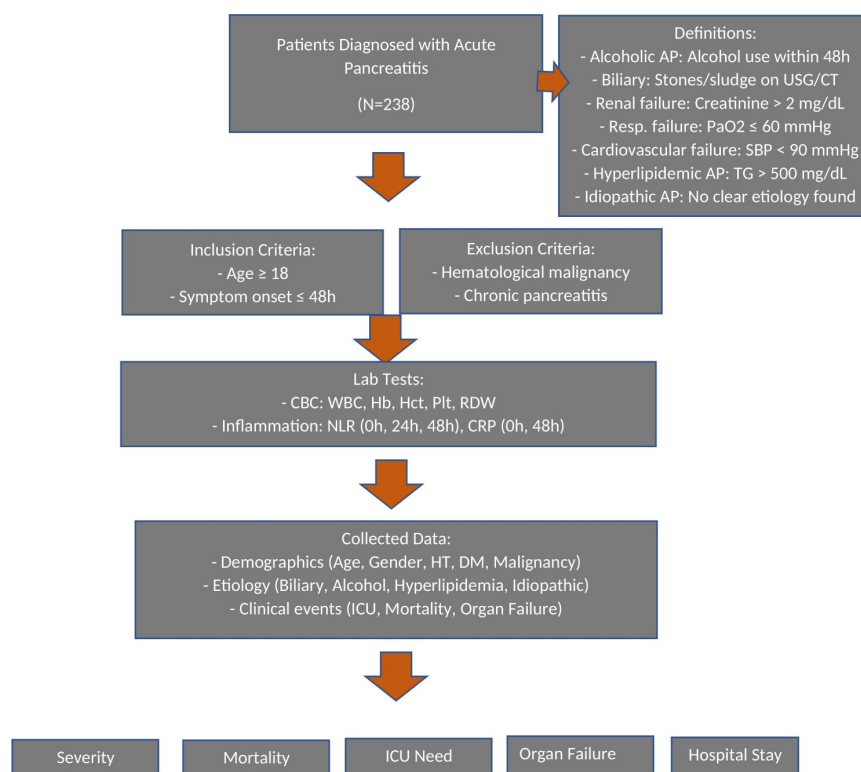 Patients Diagnosed with Acute
Pancreatitis
(N=238)
Definitions:
- Alcoholic AP: Alcohol use within 48h
- Biliary: Stones/sludge on USG/CT
- Renal failure: Creatinine > 2 mg/dL
- Resp. failure: PaO2 ≤ 60 mmHg
- Cardiovascular failure: SBP < 90 mmHg
- Hyperlipidemic AP: TG > 500 mg/dL
- Idiopathic AP: No clear etiology found
Inclusion Criteria:
- Age ≥ 18
- Symptom onset ≤ 48h
Exclusion Criteria:
- Hematological malignancy
- Chronic pancreatitis
Lab Tests:
- CBC: WBC, Hb, Hct, Plt, RDW
- Inflammation: NLR (0h, 24h, 48h), CRP (0h, 48h)
Collected Data:
- Demographics (Age, Gender, HT, DM, Malignancy)
- Etiology (Biliary, Alcohol, Hyperlipidemia, Idiopathic)
- Clinical events (ICU, Mortality, Organ Failure)
Severity
Mortality
ICU Need
Organ Failure
Hospital Stay